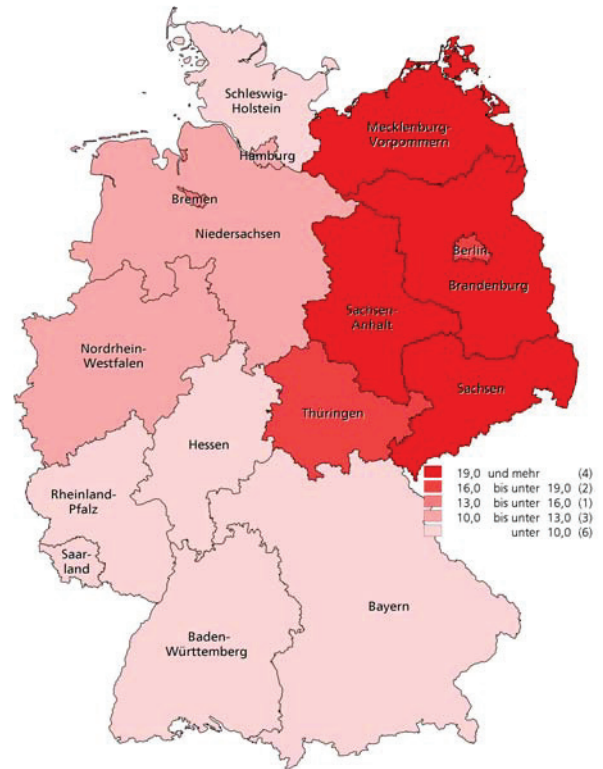 Schleswig-
Holstein
Mecklenburg-
Vorpommern
Hamburg
Bremen
Niedersachsen
Berlin
Brandenburg
Sachsen-
Anhalt
Nordrhein-
Westfalen
Sachsen
Thüringen
Hessen
Rheinland-
Pfalz
Saar-
land
Bayern
Baden-
Württemberg
19,0 und mehr (4)
16,0 bis unter 19,0 (2)
13,0 bis unter 16,0 (1)
10,0 bis unter 13,0 (3)
unter 10,0 (6)